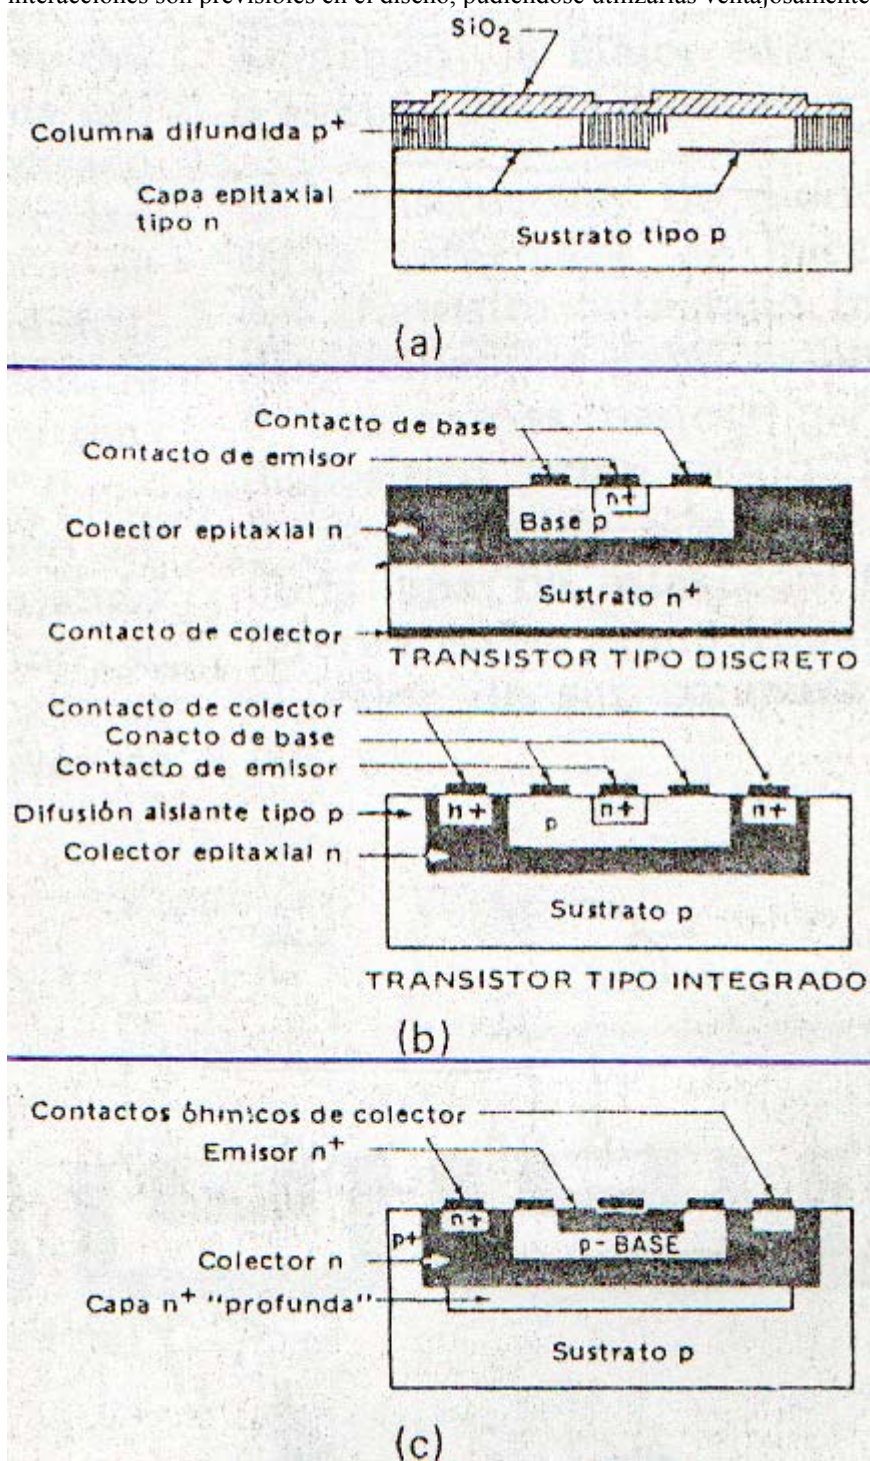 interacciones son previsibles en el diseño, pudiéndose utilizarlas ventajosamente
SiO₂
Columna difundida p⁺
Capa epitaxial
tipo n
Sustrato tipo p
(a)
Contacto de base
Contacto de emisor
n+
Base p
Colector epitaxial n
Sustrato n⁺
Contacto de colector
TRANSISTOR TIPO DISCRETO
Contacto de colector
Conacto de base
Contacto de emisor
Difusión aislante tipo p
n+
p
n+
n+
Colector epitaxial n
Sustrato p
TRANSISTOR TIPO INTEGRADO
(b)
Contactos óhmicos de colector
Emisor n⁺
n+
p+
p-BASE
Colector n
Capa n⁺ "profunda"
Sustrato p
(c)